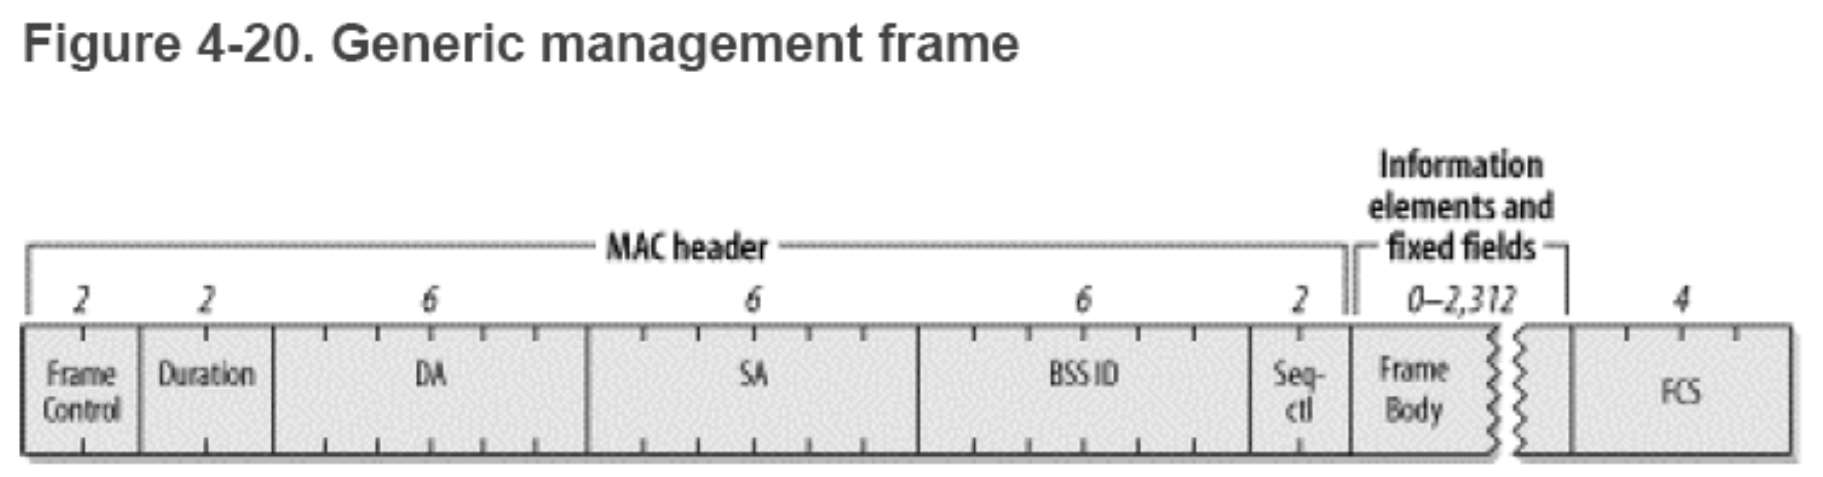 Figure 4-20. Generic management frame
Information
elements and
MAC header fixed fields
2 2 6 6 6 2 0–2,312 4
Frame Control
Duration
DA
SA
BSS ID
Seq-ctl
Frame Body
FCS